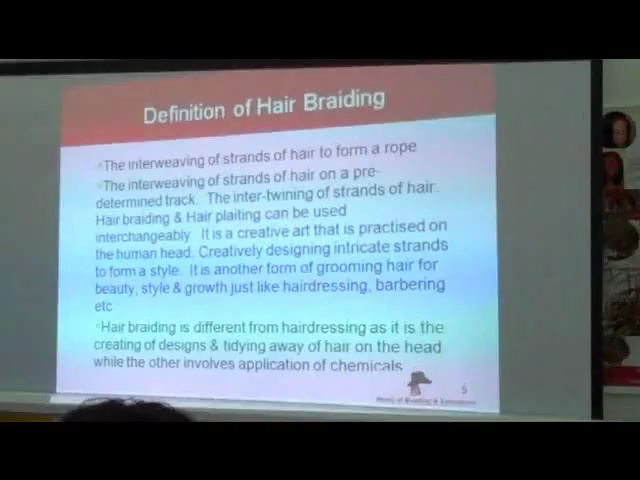 Definition of Hair Braiding
The interweaving of strands of hair to form a rope
The interweaving of strands of hair on a pre-
determined track. The inter-twining of strands of hair.
Hair braiding & Hair plaiting can be used
interchangeably. It is a creative art that is practised on
the human head. Creatively designing intricate strands
to form a style. It is another form of grooming hair for
beauty, style & growth just like hairdressing, barbering
etc
Hair braiding is different from hairdressing as it is the
creating of designs & tidying away of hair on the head
while the other involves application of chemicals
5
of Braiding &